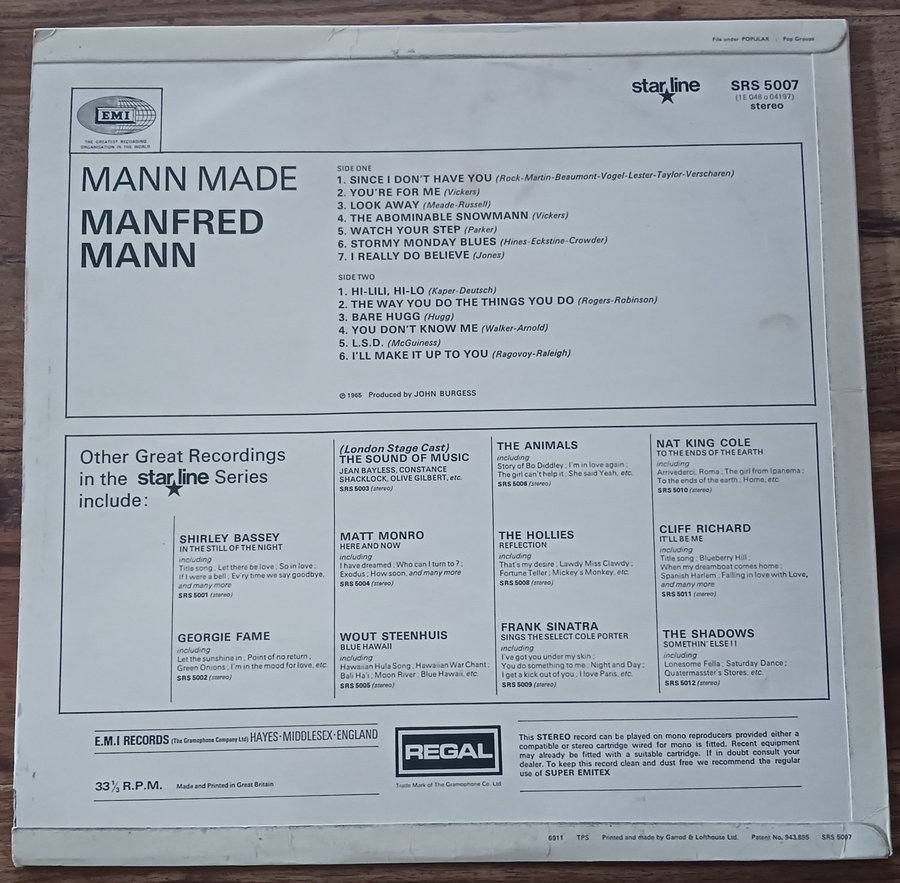 File under POPULAR : Pop Groups
starline
SRS 5007
(1E 048 o 04197)
stereo
EMI
THE GREATEST RECORDING
ORGANISATION IN THE WORLD
MANN MADE
MANFRED
MANN
SIDE ONE
1. SINCE I DON'T HAVE YOU (Rock-Martin-Beaumont-Vogel-Lester-Taylor-Verscharen)
2. YOU'RE FOR ME (Vickers)
3. LOOK AWAY (Meade-Russell)
4. THE ABOMINABLE SNOWMANN (Vickers)
5. WATCH YOUR STEP (Parker)
6. STORMY MONDAY BLUES (Hines-Eckstine-Crowder)
7. I REALLY DO BELIEVE (Jones)
SIDE TWO
1. HI-LILI, HI-LO (Kaper-Deutsch)
2. THE WAY YOU DO THE THINGS YOU DO (Rogers-Robinson)
3. BARE HUGG (Hugg)
4. YOU DON'T KNOW ME (Walker-Arnold)
5. L.S.D. (McGuiness)
6. I'LL MAKE IT UP TO YOU (Ragovoy-Raleigh)
℗ 1965 Produced by JOHN BURGESS
Other Great Recordings
in the starline Series
include:
SHIRLEY BASSEY
IN THE STILL OF THE NIGHT
including
Title song ; Let there be love ; So in love ;
If I were a bell ; Ev'ry time we say goodbye,
and many more
SRS 5001 (stereo)
GEORGIE FAME
including
Let the sunshine in ; Point of no return ;
Green Onions ; I'm in the mood for love, etc.
SRS 5002 (stereo)
(London Stage Cast)
THE SOUND OF MUSIC
JEAN BAYLESS, CONSTANCE
SHACKLOCK, OLIVE GILBERT, etc.
SRS 5003 (stereo)
MATT MONRO
HERE AND NOW
including
I have dreamed ; Who can I turn to ? ;
Exodus ; How soon, and many more
SRS 5004 (stereo)
WOUT STEENHUIS
BLUE HAWAII
including
Hawaiian Hula Song ; Hawaiian War Chant ;
Bali Ha'i ; Moon River ; Blue Hawaii, etc.
SRS 5005 (stereo)
THE ANIMALS
including
Story of Bo Diddley ; I'm in love again ;
The girl can't help it ; She said Yeah, etc.
SRS 5006 (stereo)
THE HOLLIES
REFLECTION
including
That's my desire ; Lawdy Miss Clawdy ;
Fortune Teller ; Mickey's Monkey, etc.
SRS 5008 (stereo)
FRANK SINATRA
SINGS THE SELECT COLE PORTER
including
I've got you under my skin ;
You do something to me ; Night and Day ;
I get a kick out of you ; I love Paris, etc.
SRS 5009 (stereo)
NAT KING COLE
TO THE ENDS OF THE EARTH
including
Arrivederci, Roma ; The girl from Ipanema ;
To the ends of the earth ; Home, etc.
SRS 5010 (stereo)
CLIFF RICHARD
IT'LL BE ME
including
Title song ; Blueberry Hill ;
When my dreamboat comes home ;
Spanish Harlem ; Falling in love with Love,
and many more
SRS 5011 (stereo)
THE SHADOWS
SOMETHIN' ELSE ! !
including
Lonesome Fella ; Saturday Dance ;
Quatermasster's Stores, etc.
SRS 5012 (stereo)
E.M.I RECORDS (The Gramophone Company Ltd) HAYES·MIDDLESEX·ENGLAND
33⅓ R.P.M. Made and Printed in Great Britain
REGAL
Trade Mark of The Gramophone Co. Ltd
This STEREO record can be played on mono reproducers provided either a
compatible or stereo cartridge wired for mono is fitted. Recent equipment
may already be fitted with a suitable cartridge. If in doubt consult your
dealer. To keep this record clean and dust free we recommend the regular
use of SUPER EMITEX
6911 TPS Printed and made by Garrod & Lofthouse Ltd. Patent No. 943,895 SRS 5007